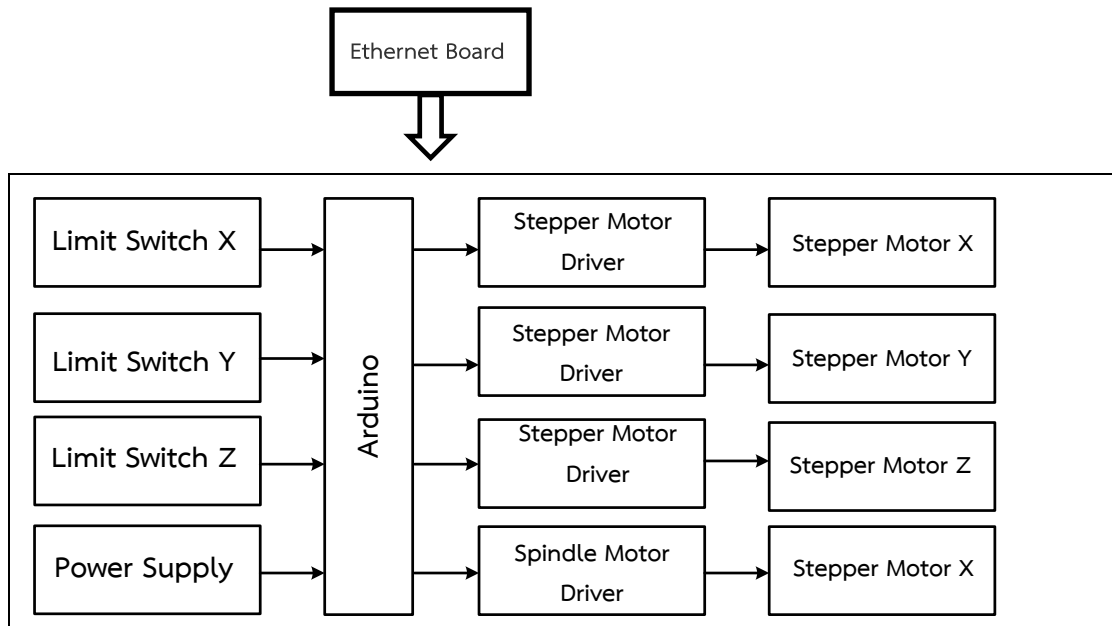 Ethernet Board
Limit Switch X
Limit Switch Y
Limit Switch Z
Power Supply
Arduino
Stepper Motor
Driver
Stepper Motor
Driver
Stepper Motor
Driver
Spindle Motor
Driver
Stepper Motor X
Stepper Motor Y
Stepper Motor Z
Stepper Motor X